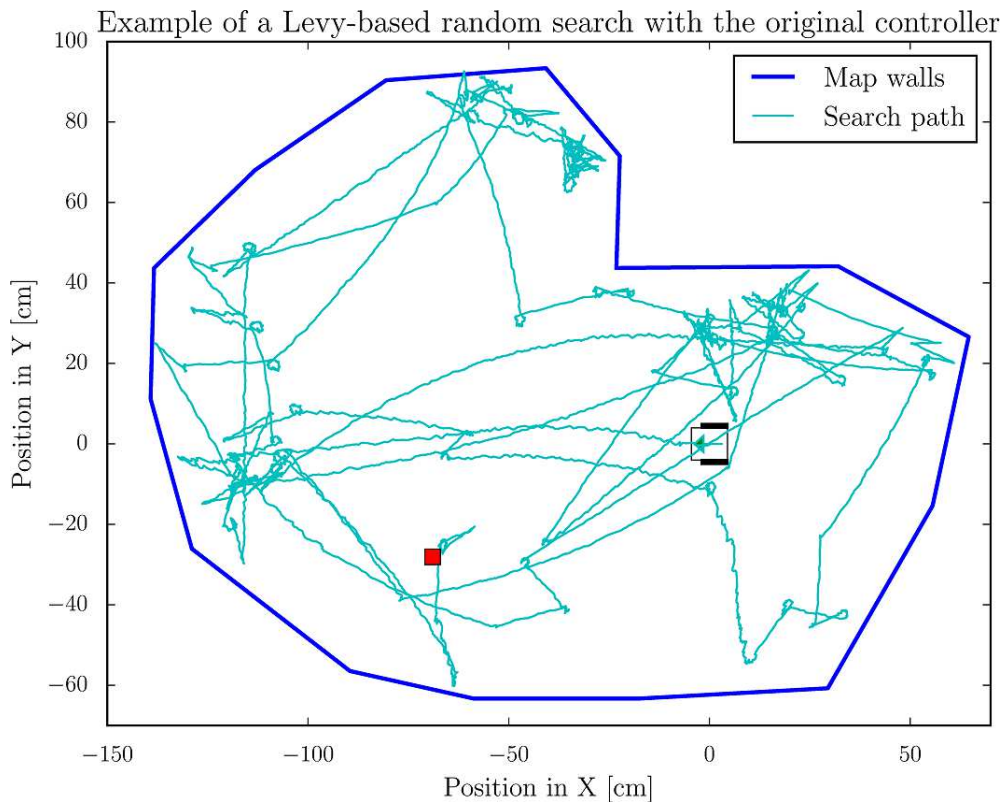 Example of a Levy-based random search with the original controller
Map walls
Search path
Position in Y [cm]
100
80
60
40
20
0
−20
−40
−60
−150
−100
−50
0
50
Position in X [cm]